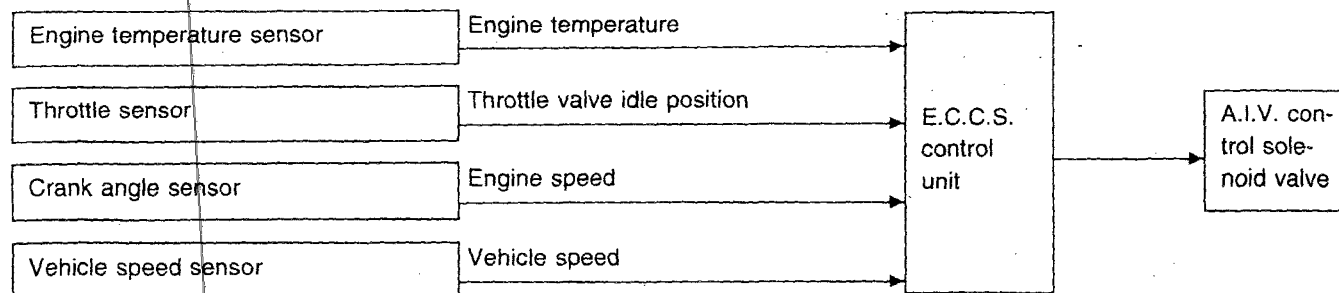 Engine temperature sensor
Engine temperature
Throttle sensor
Throttle valve idle position
Crank angle sensor
Engine speed
Vehicle speed sensor
Vehicle speed
E.C.C.S.
control
unit
A.I.V. con-
trol sole-
noid valve